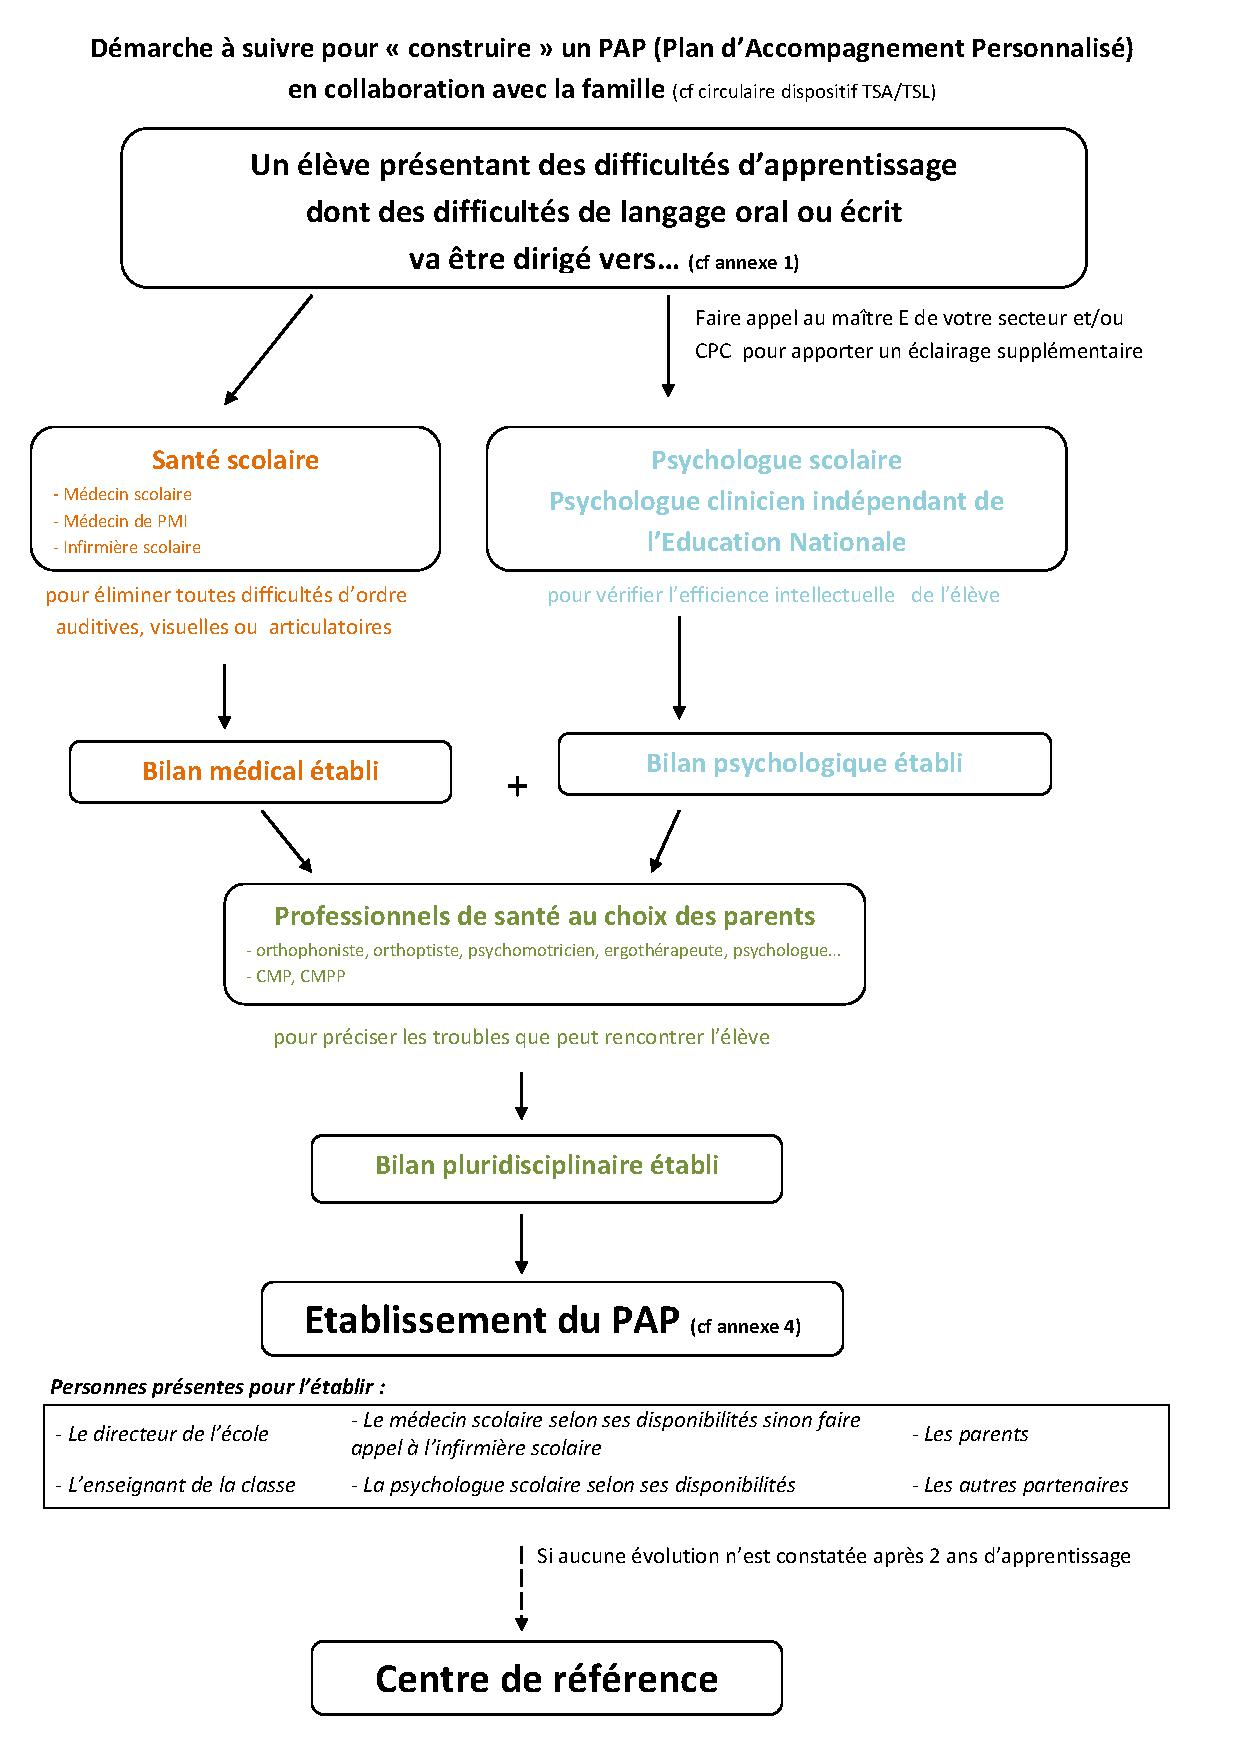 Démarche à suivre pour « construire » un PAP (Plan d’Accompagnement Personnalisé)
en collaboration avec la famille (cf circulaire dispositif TSA/TSL)
Un élève présentant des difficultés d’apprentissage
dont des difficultés de langage oral ou écrit
va être dirigé vers… (cf annexe 1)
Faire appel au maître E de votre secteur et/ou
CPC pour apporter un éclairage supplémentaire
Santé scolaire
- Médecin scolaire
- Médecin de PMI
- Infirmière scolaire
pour éliminer toutes difficultés d’ordre
auditives, visuelles ou articulatoires
Psychologue scolaire
Psychologue clinicien indépendant de
l’Education Nationale
pour vérifier l’efficience intellectuelle de l’élève
Bilan médical établi
+
Bilan psychologique établi
Professionnels de santé au choix des parents
- orthophoniste, orthoptiste, psychomotricien, ergothérapeute, psychologue…
- CMP, CMPP
pour préciser les troubles que peut rencontrer l’élève
Bilan pluridisciplinaire établi
Etablissement du PAP (cf annexe 4)
Personnes présentes pour l’établir :
- Le directeur de l’école
- Le médecin scolaire selon ses disponibilités sinon faire
appel à l’infirmière scolaire
- Les parents
- L’enseignant de la classe
- La psychologue scolaire selon ses disponibilités
- Les autres partenaires
Si aucune évolution n’est constatée après 2 ans d’apprentissage
Centre de référence